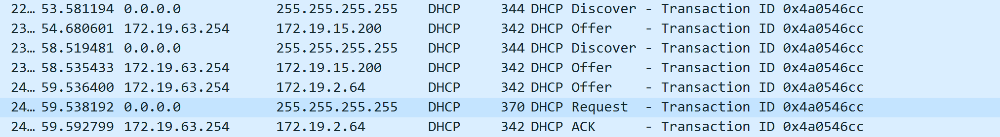 22… 53.581194 0.0.0.0 255.255.255.255 DHCP 344 DHCP Discover - Transaction ID 0x4a0546cc
23… 54.680601 172.19.63.254 172.19.15.200 DHCP 342 DHCP Offer - Transaction ID 0x4a0546cc
23… 58.519481 0.0.0.0 255.255.255.255 DHCP 344 DHCP Discover - Transaction ID 0x4a0546cc
23… 58.535433 172.19.63.254 172.19.15.200 DHCP 342 DHCP Offer - Transaction ID 0x4a0546cc
24… 59.536400 172.19.63.254 172.19.2.64 DHCP 342 DHCP Offer - Transaction ID 0x4a0546cc
24… 59.538192 0.0.0.0 255.255.255.255 DHCP 370 DHCP Request - Transaction ID 0x4a0546cc
24… 59.592799 172.19.63.254 172.19.2.64 DHCP 342 DHCP ACK - Transaction ID 0x4a0546cc